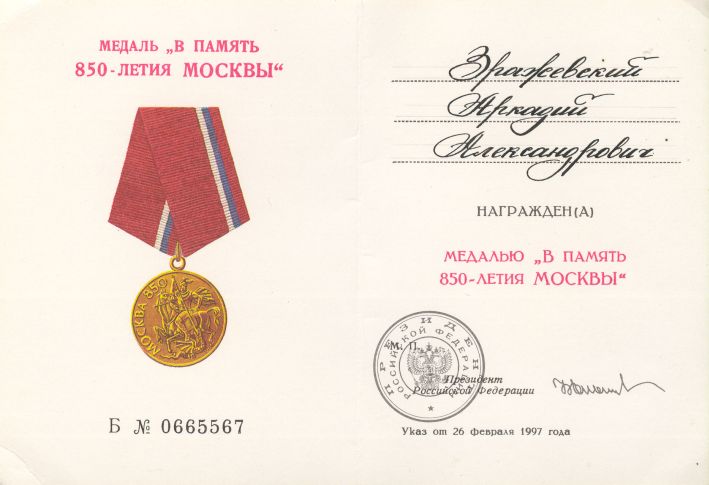 МЕДАЛЬ „В ПАМЯТЬ
850-ЛЕТИЯ МОСКВЫ“
МОСКВА 850
Б № 0665567
Зражевский
Аркадий
Александрович
НАГРАЖДЕН(А)
МЕДАЛЬЮ „В ПАМЯТЬ
850-ЛЕТИЯ МОСКВЫ“
ПРЕЗИДЕНТ
РОССИЙСКОЙ ФЕДЕРАЦИИ
М. П.
Президент
Российской Федерации
Указ от 26 февраля 1997 года